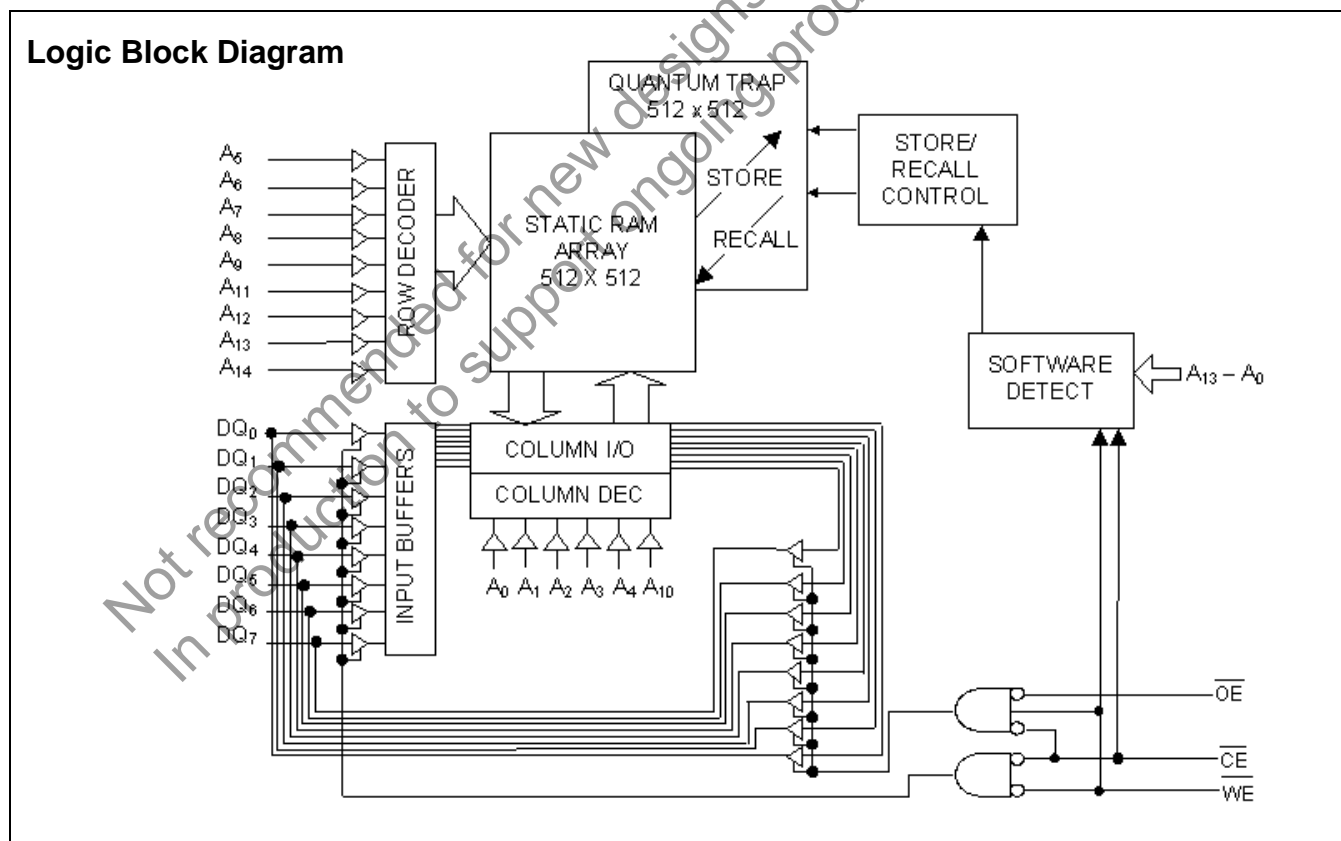 Logic Block Diagram
QUANTUM TRAP
512 x 512
STORE/
RECALL
CONTROL
STORE
RECALL
STATIC RAM
ARRAY
512 X 512
A5
A6
A7
A8
A9
A11
A12
A13
A14
ROW DECODER
SOFTWARE
DETECT
A13 – A0
DQ0
DQ1
DQ2
DQ3
DQ4
DQ5
DQ6
DQ7
INPUT BUFFERS
COLUMN I/O
COLUMN DEC
A0 A1 A2 A3 A4 A10
OE
CE
WE
Not recommended for new designs
In production to support ongoing